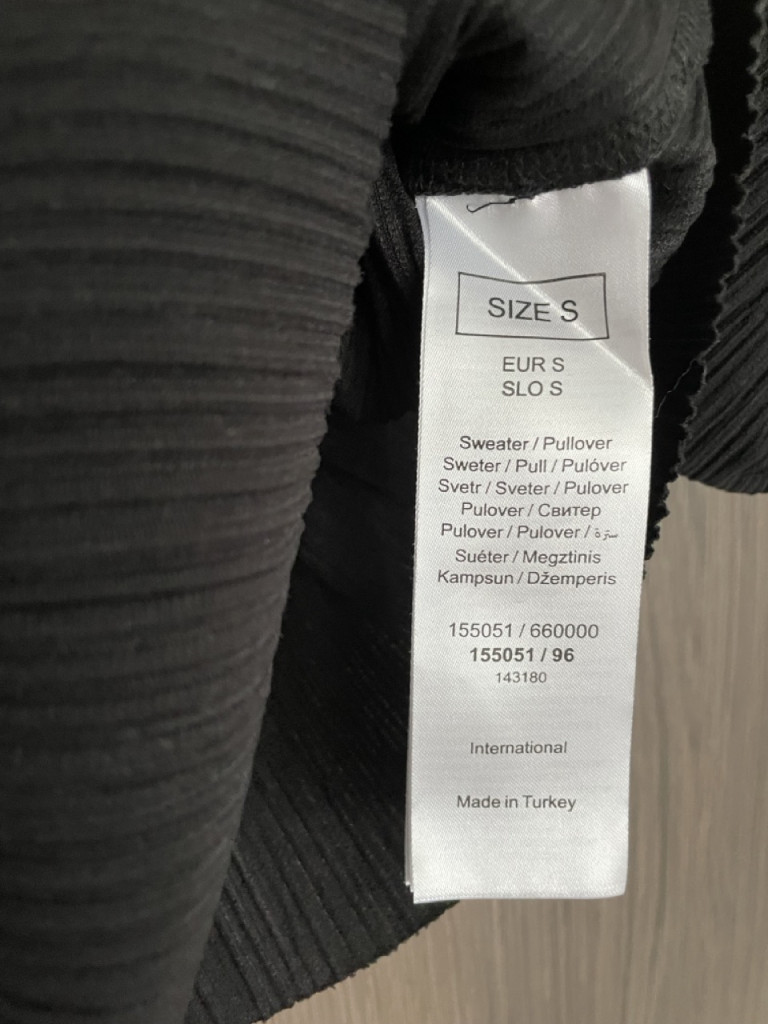 SIZE S
EUR S
SLO S
Sweater / Pullover
Sweter / Pull / Pulóver
Svetr / Sveter / Pulover
Pulover / Свитер
Pulover / Pulover / سترة
Suéter / Megztinis
Kampsun / Džemperis
155051 / 660000
155051 / 96
143180
International
Made in Turkey